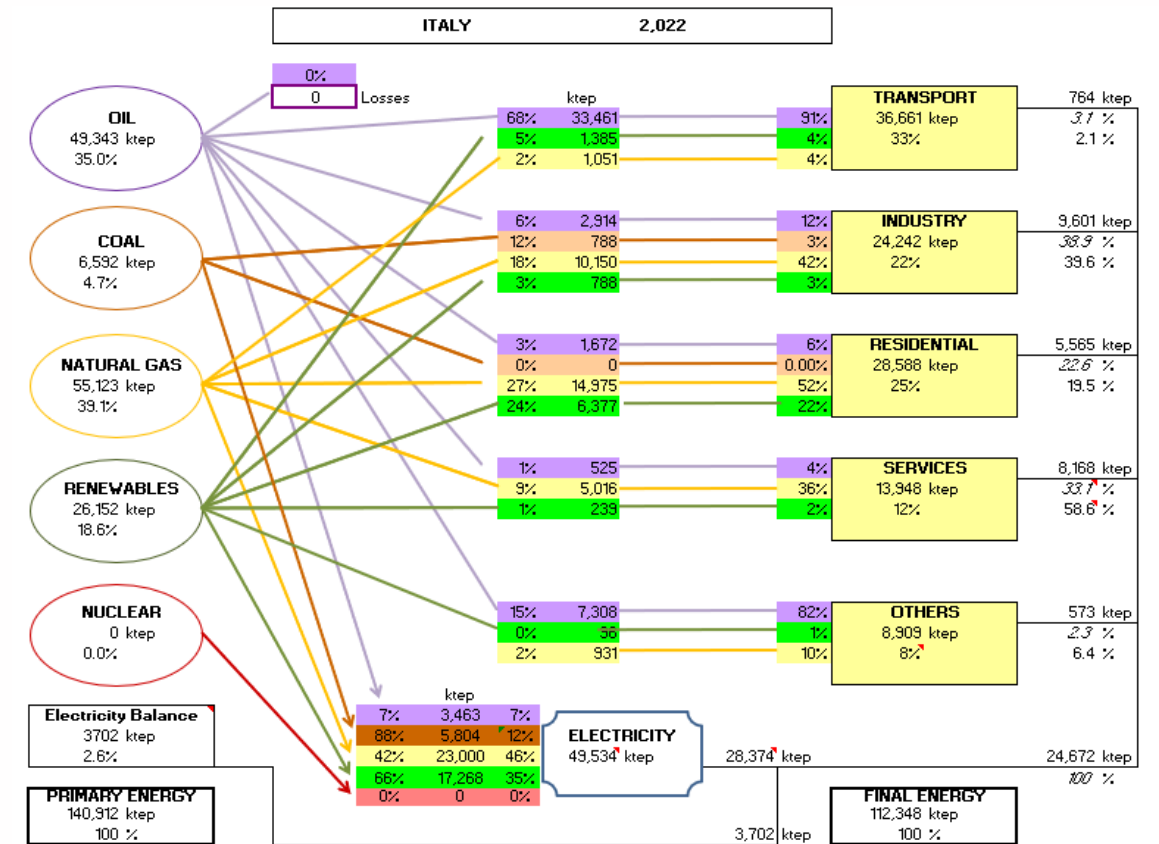 ITALY 2,022
0%
0 Losses
ktep
OIL
49,343 ktep
35.0%
68% 33,461 91%
5% 1,385 4%
2% 1,051 4%
TRANSPORT
36,661 ktep
33%
764 ktep
3.1 %
2.1 %
COAL
6,592 ktep
4.7%
6% 2,914 12%
12% 788 3%
18% 10,150 42%
3% 788 3%
INDUSTRY
24,242 ktep
22%
9,601 ktep
38.9 %
39.6 %
NATURAL GAS
55,123 ktep
39.1%
3% 1,672 6%
0% 0 0.00%
27% 14,975 52%
24% 6,377 22%
RESIDENTIAL
28,588 ktep
25%
5,565 ktep
22.6 %
19.5 %
RENEWABLES
26,152 ktep
18.6%
1% 525 4%
9% 5,016 36%
1% 239 2%
SERVICES
13,948 ktep
12%
8,168 ktep
33.1 %
58.6 %
NUCLEAR
0 ktep
0.0%
15% 7,308 82%
0% 96 1%
2% 931 10%
OTHERS
8,909 ktep
8%
573 ktep
2.3 %
6.4 %
Electricity Balance
3702 ktep
2.6%
ktep
7% 3,463 7%
88% 5,804 12%
42% 23,000 46%
66% 17,268 35%
0% 0 0%
ELECTRICITY
49,534 ktep
28,374 ktep
24,672 ktep
100 %
PRIMARY ENERGY
140,912 ktep
100 %
3,702 ktep
FINAL ENERGY
112,348 ktep
100 %